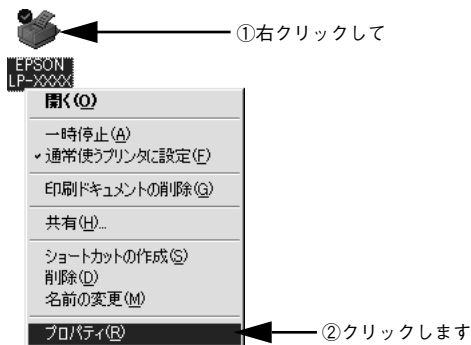 ①右クリックして
EPSON
LP-XXXX
開く(O)
一時停止(A)
通常使うプリンタに設定(F)
印刷ドキュメントの削除(G)
共有(H)...
ショートカットの作成(S)
削除(D)
名前の変更(M)
プロパティ(R)
②クリックします